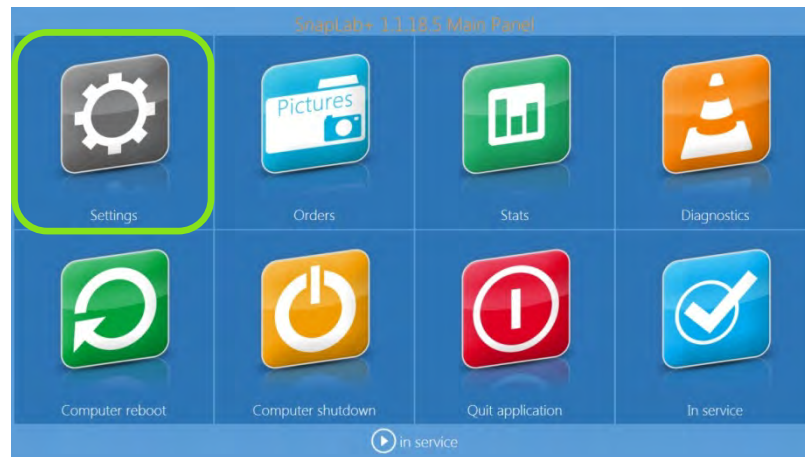 SnapLab+ 1.1.18.5 Main Panel
Pictures
Settings
Orders
Stats
Diagnostics
Computer reboot
Computer shutdown
Quit application
In service
in service